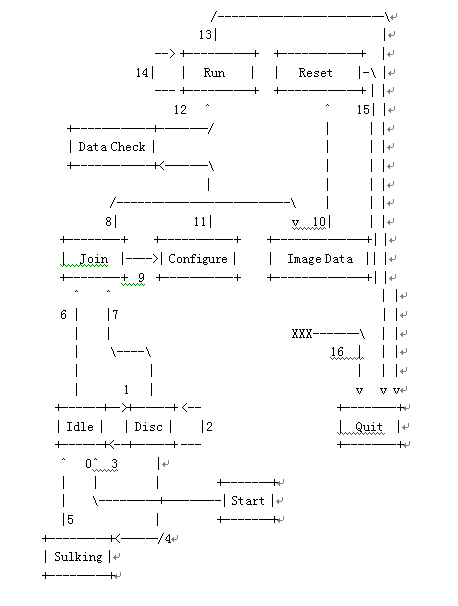 13
14 Run Reset
12 15
Data Check
8 11 10
Join Configure Image Data
9
6 7
XXX
16
1
Idle Disc 2 Quit
0 3
Start
5
4
Sulking